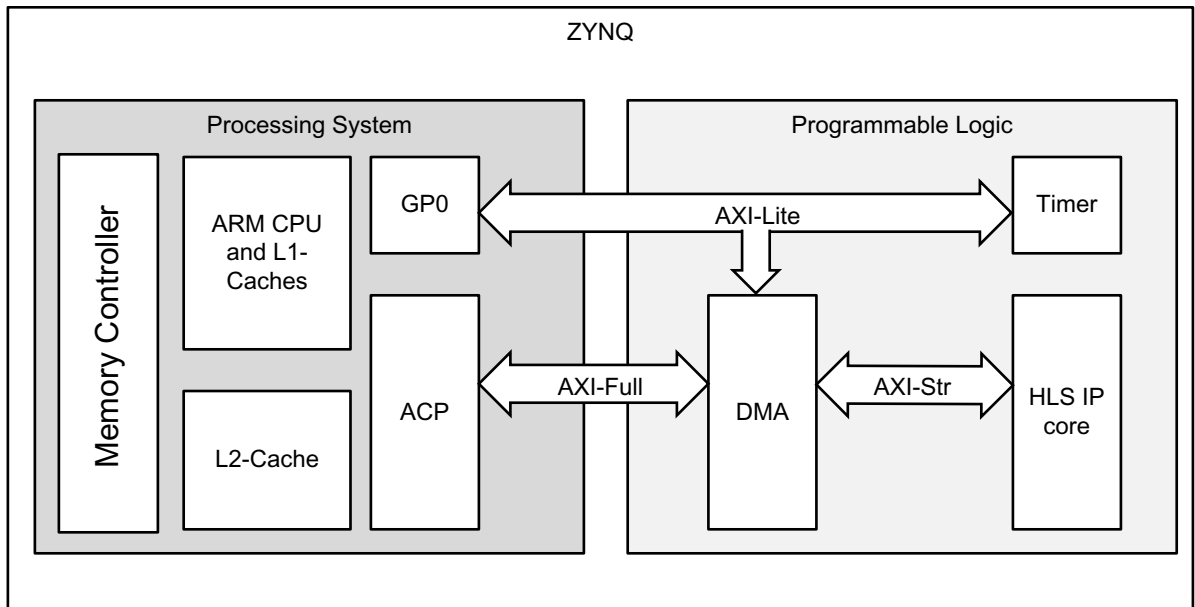 ZYNQ
Processing System
Memory Controller
ARM CPU
and L1-
Caches
GP0
L2-Cache
ACP
Programmable Logic
AXI-Lite
Timer
AXI-Full
DMA
AXI-Str
HLS IP
core